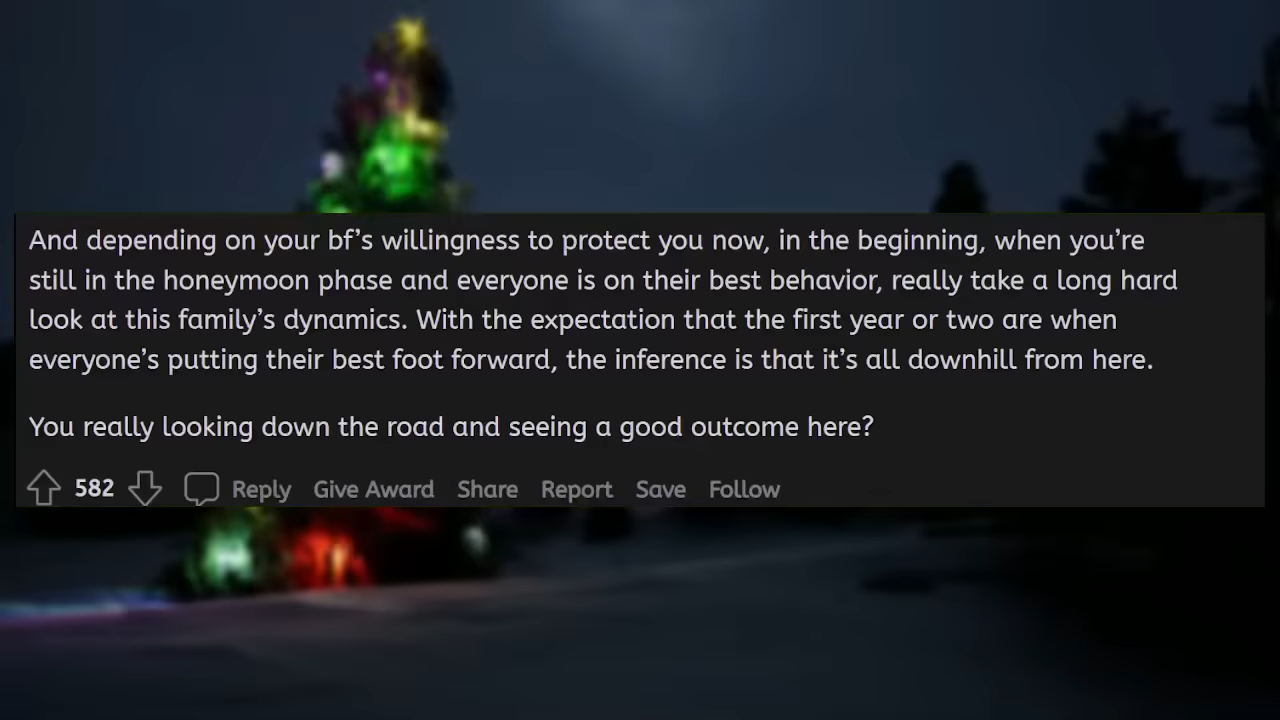 And depending on your bf’s willingness to protect you now, in the beginning, when you’re
still in the honeymoon phase and everyone is on their best behavior, really take a long hard
look at this family’s dynamics. With the expectation that the first year or two are when
everyone’s putting their best foot forward, the inference is that it’s all downhill from here.
You really looking down the road and seeing a good outcome here?
582 Reply Give Award Share Report Save Follow